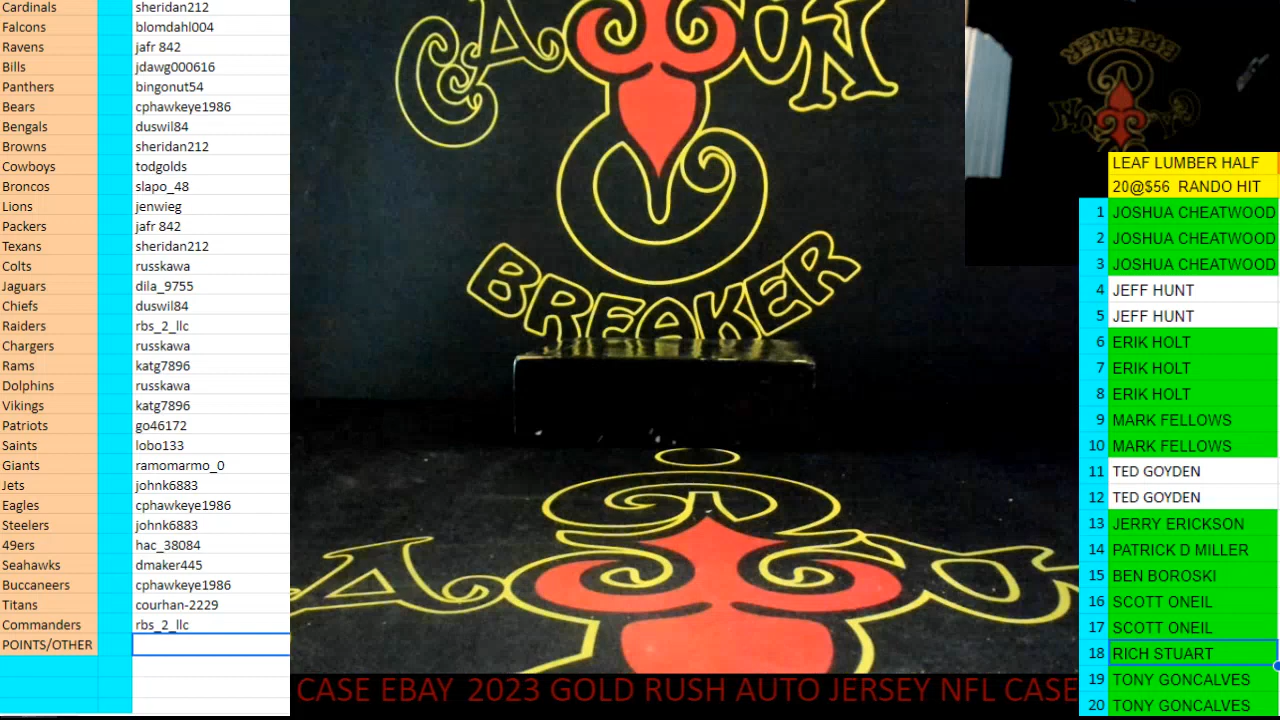 Cardinals sheridan212
Falcons blomdahl004
Ravens jafr 842
Bills jdawg000616
Panthers bingonut54
Bears cphawkeye1986
Bengals duswil84
Browns sheridan212
Cowboys todgolds
Broncos slapo_48
Lions jenwieg
Packers jafr 842
Texans sheridan212
Colts russkawa
Jaguars dila_9755
Chiefs duswil84
Raiders rbs_2_llc
Chargers russkawa
Rams katg7896
Dolphins russkawa
Vikings katg7896
Patriots go46172
Saints lobo133
Giants ramomarmo_0
Jets johnk6883
Eagles cphawkeye1986
Steelers johnk6883
49ers hac_38084
Seahawks dmaker445
Buccaneers cphawkeye1986
Titans courhan-2229
Commanders rbs_2_llc
POINTS/OTHER
BREAKER
BREAKER
LEAF LUMBER HALF
20@$56 RANDO HIT
1 JOSHUA CHEATWOOD
2 JOSHUA CHEATWOOD
3 JOSHUA CHEATWOOD
4 JEFF HUNT
5 JEFF HUNT
6 ERIK HOLT
7 ERIK HOLT
8 ERIK HOLT
9 MARK FELLOWS
10 MARK FELLOWS
11 TED GOYDEN
12 TED GOYDEN
13 JERRY ERICKSON
14 PATRICK D MILLER
15 BEN BOROSKI
16 SCOTT ONEIL
17 SCOTT ONEIL
18 RICH STUART
19 TONY GONCALVES
20 TONY GONCALVES
CASE EBAY 2023 GOLD RUSH AUTO JERSEY NFL CASE